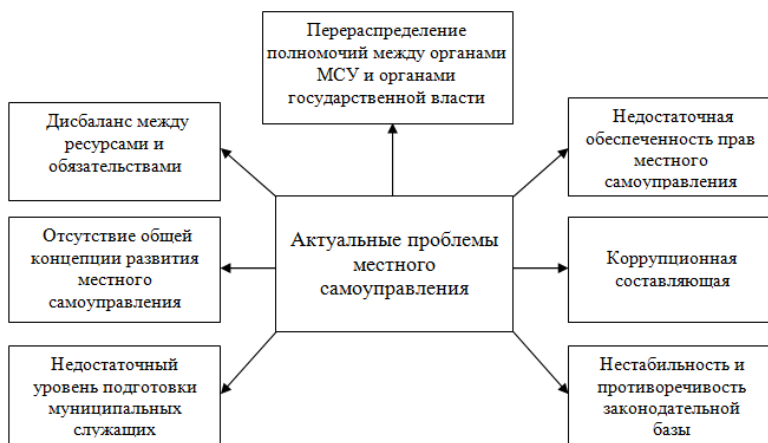 Перераспределение
полномочий между органами
МСУ и органами
государственной власти
Дисбаланс между
ресурсами и
обязательствами
Недостаточная
обеспеченность прав
местного
самоуправления
Отсутствие общей
концепции развития
местного
самоуправления
Актуальные проблемы
местного
самоуправления
Коррупционная
составляющая
Недостаточный
уровень подготовки
муниципальных
служащих
Нестабильность и
противоречивость
законодательной
базы